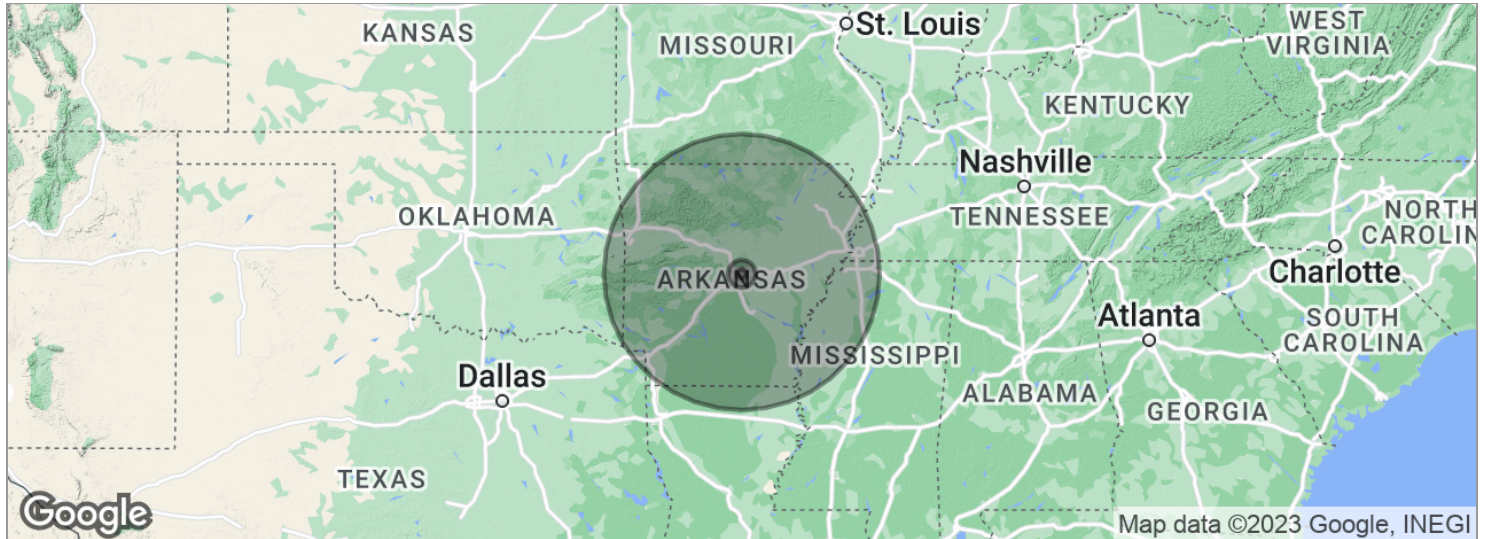 KANSAS
MISSOURI
St. Louis
WEST
VIRGINIA
KENTUCKY
Nashville
OKLAHOMA
TENNESSEE
NORTH
CAROLIN
ARKANSAS
Charlotte
Atlanta
SOUTH
CAROLINA
MISSISSIPPI
Dallas
ALABAMA
GEORGIA
TEXAS
Google
Map data ©2023 Google, INEGI